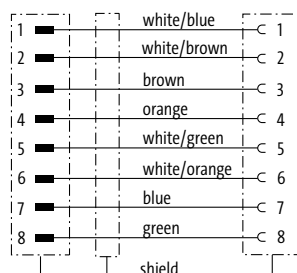 white/blue
1 1
white/brown
2 2
brown
3 3
orange
4 4
white/green
5 5
white/orange
6 6
blue
7 7
green
8 8
shield